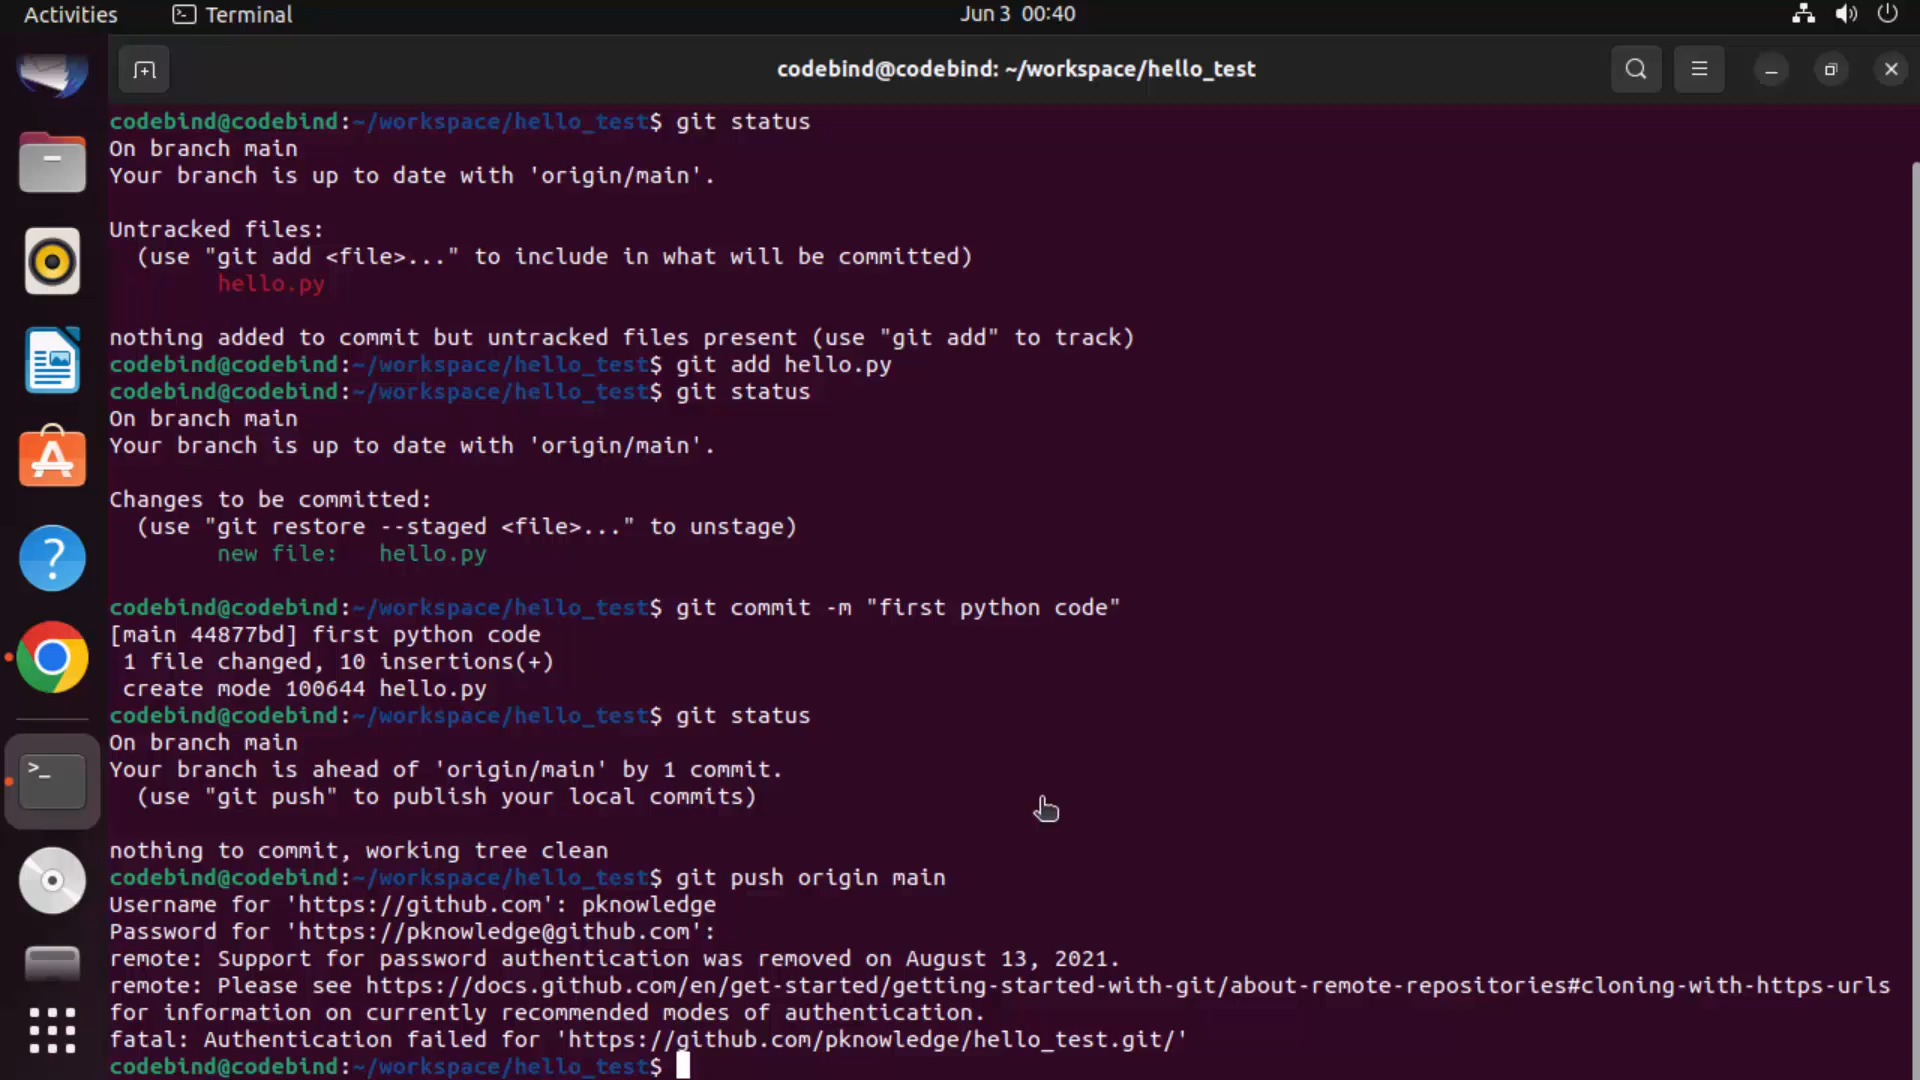 Activities Terminal Jun 3 00:40
codebind@codebind: ~/workspace/hello_test
codebind@codebind:~/workspace/hello_test$ git status
On branch main
Your branch is up to date with 'origin/main'.
Untracked files:
(use "git add <file>..." to include in what will be committed)
hello.py
nothing added to commit but untracked files present (use "git add" to track)
codebind@codebind:~/workspace/hello_test$ git add hello.py
codebind@codebind:~/workspace/hello_test$ git status
On branch main
Your branch is up to date with 'origin/main'.
Changes to be committed:
(use "git restore --staged <file>..." to unstage)
new file:   hello.py
codebind@codebind:~/workspace/hello_test$ git commit -m "first python code"
[main 44877bd] first python code
1 file changed, 10 insertions(+)
create mode 100644 hello.py
codebind@codebind:~/workspace/hello_test$ git status
On branch main
Your branch is ahead of 'origin/main' by 1 commit.
(use "git push" to publish your local commits)
nothing to commit, working tree clean
codebind@codebind:~/workspace/hello_test$ git push origin main
Username for 'https://github.com': pknowledge
Password for 'https://pknowledge@github.com':
remote: Support for password authentication was removed on August 13, 2021.
remote: Please see https://docs.github.com/en/get-started/getting-started-with-git/about-remote-repositories#cloning-with-https-urls
for information on currently recommended modes of authentication.
fatal: Authentication failed for 'https://github.com/pknowledge/hello_test.git/'
codebind@codebind:~/workspace/hello_test$